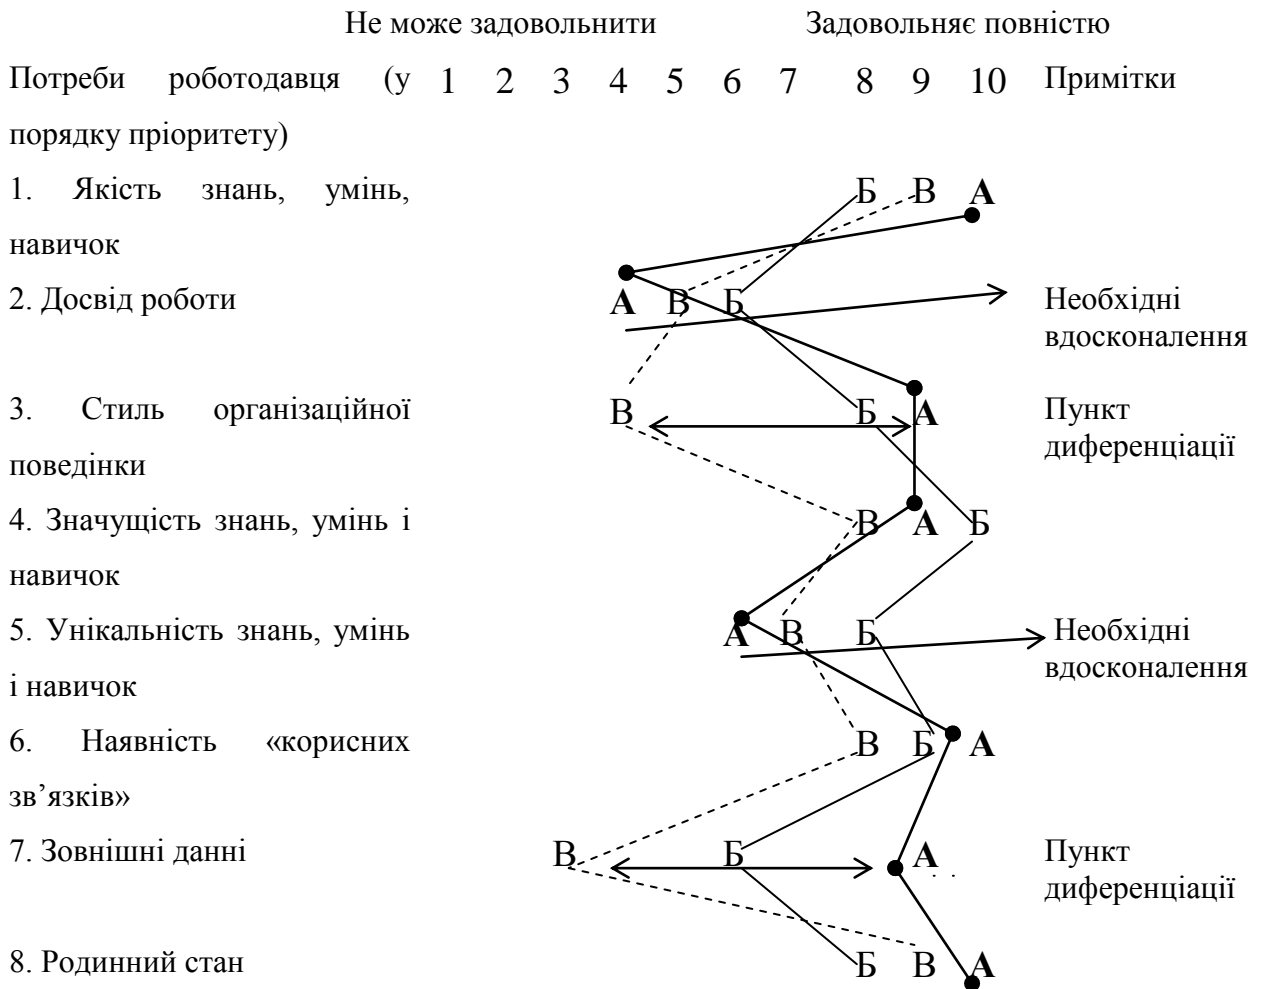 Не може задовольнити Задовольняє повністю
Потреби роботодавця (у 1 2 3 4 5 6 7 8 9 10 Примітки
порядку пріоритету)
1. Якість знань, умінь, Б В А
навичок
2. Досвід роботи А В Б Необхідні
вдосконалення
3. Стиль організаційної В Б А Пункт
поведінки диференціації
4. Значущість знань, умінь і В А Б
навичок
5. Унікальність знань, умінь А В Б Необхідні
і навичок вдосконалення
6. Наявність «корисних В Б А
зв’язків»
7. Зовнішні данні В Б А Пункт
диференціації
8. Родинний стан Б В А